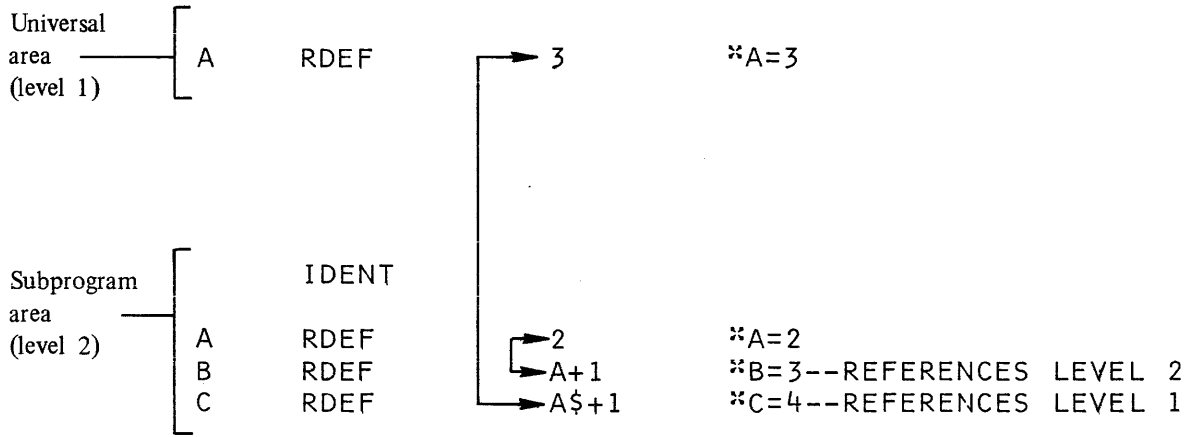 Universal
area
(level 1)
A RDEF 3 *A=3
Subprogram
area
(level 2)
IDENT
A RDEF 2 *A=2
B RDEF A+1 *B=3--REFERENCES LEVEL 2
C RDEF A$+1 *C=4--REFERENCES LEVEL 1